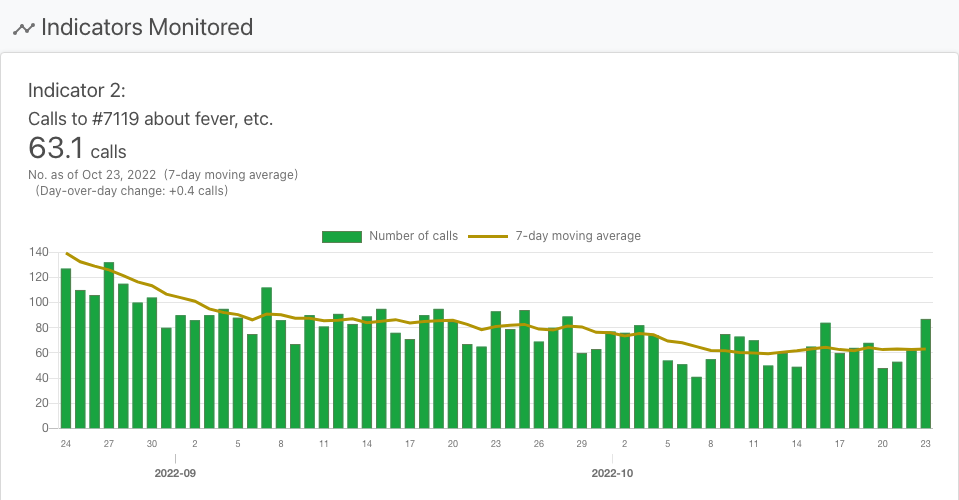 Indicators Monitored
Indicator 2:
Calls to #7119 about fever, etc.
63.1 calls
No. as of Oct 23, 2022 (7-day moving average)
(Day-over-day change: +0.4 calls)
Number of calls 7-day moving average
140
120
100
80
60
40
20
0
24 27 30 2 5 8 11 14 17 20 23 26 29 2 5 8 11 14 17 20 23
2022-09 2022-10